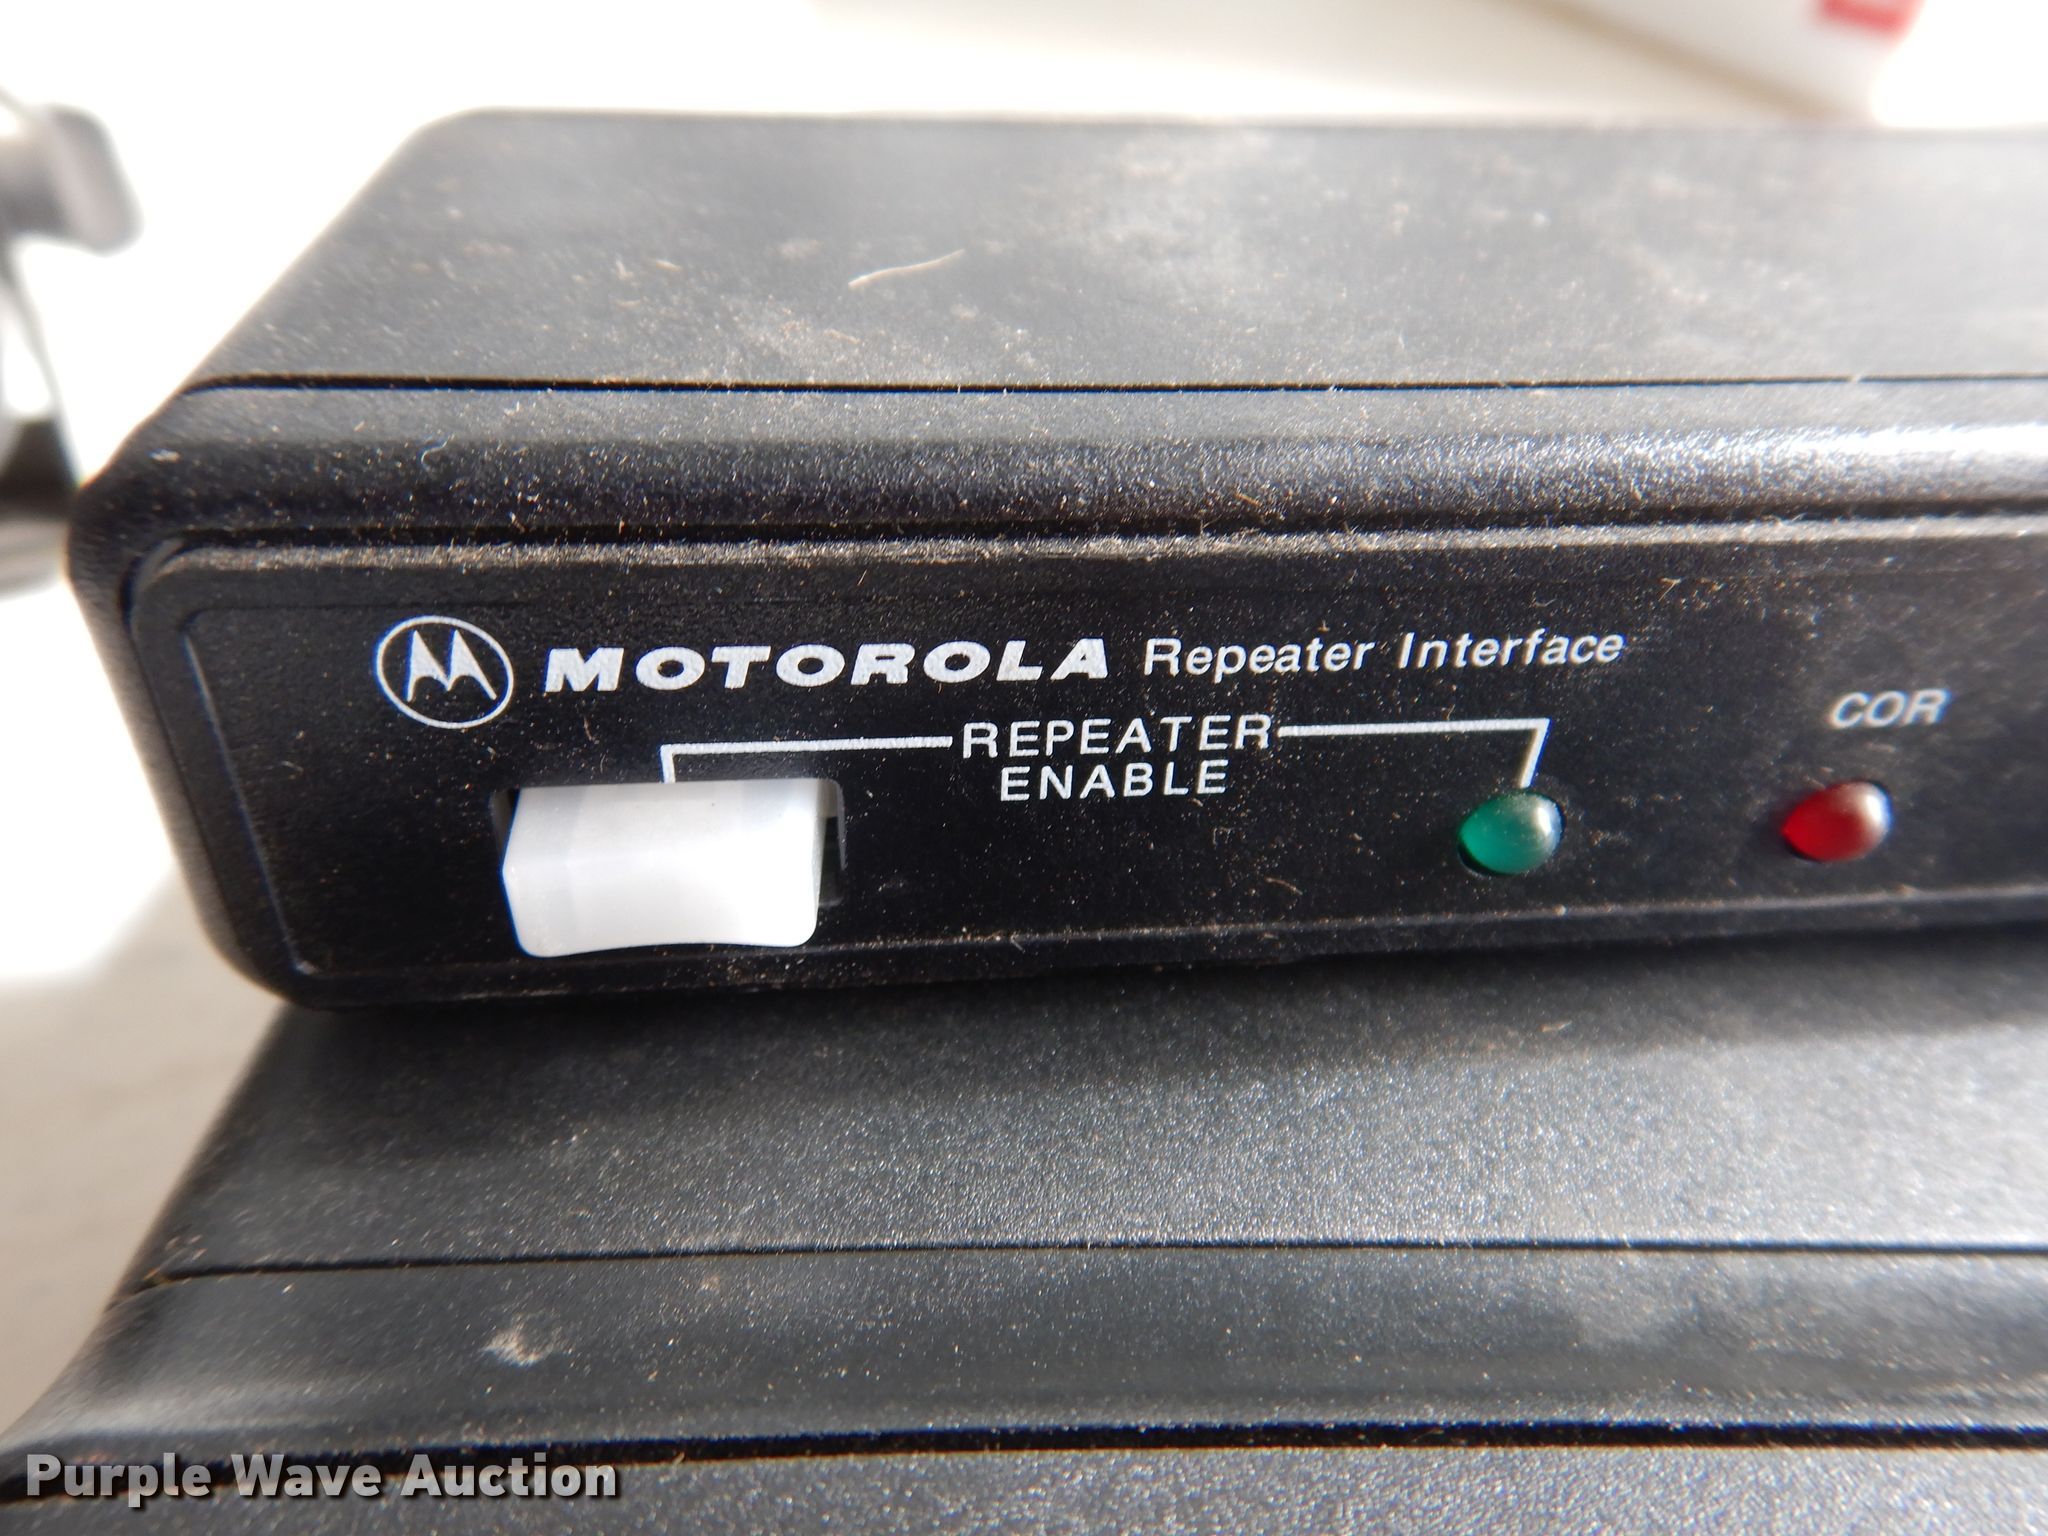 MOTOROLA Repeater Interface
COR
REPEATER
ENABLE
Purple Wave Auction